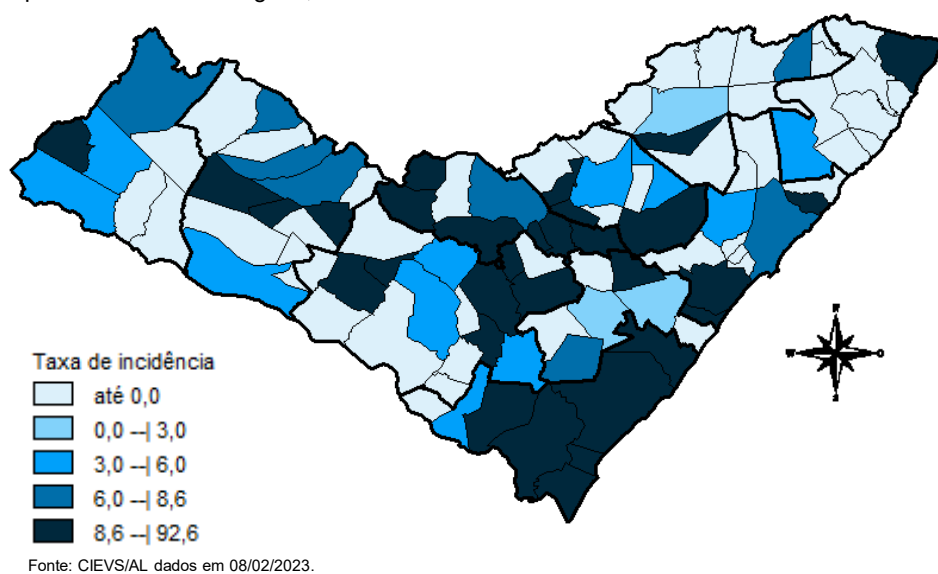 Taxa de incidência
até 0,0
0,0 --| 3,0
3,0 --| 6,0
6,0 --| 8,6
8,6 --| 92,6
Fonte: CIEVS/AL dados em 08/02/2023.